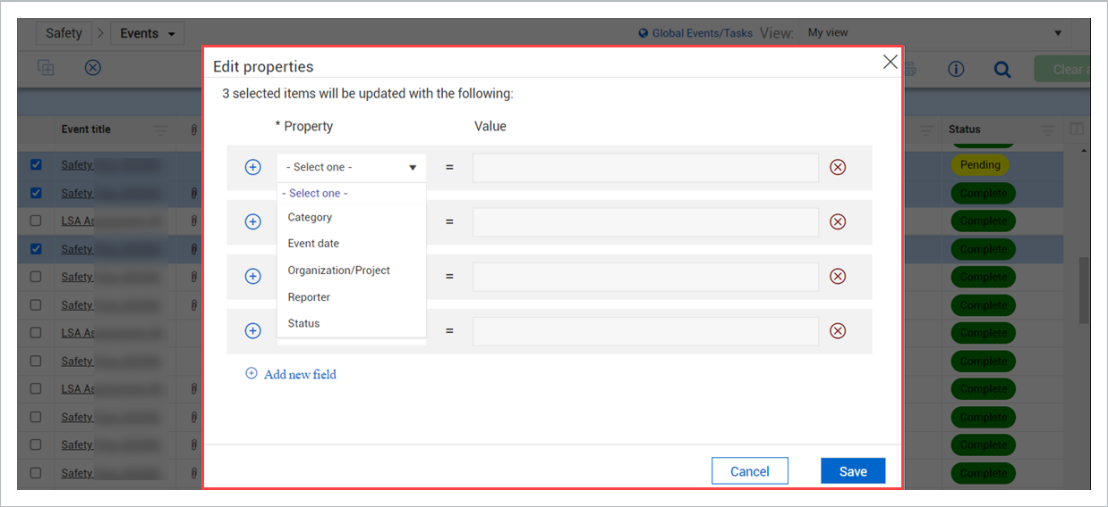 Safety > Events
Global Events/Tasks View: My view
Clear
Edit properties
3 selected items will be updated with the following:
* Property Value
- Select one - =
- Select one -
Category
Event date
Organization/Project
Reporter
Status
=
=
=
Add new field
Cancel Save
Event title Status
Safety Pending
Safety Complete
LSA Complete
Safety Complete
Safety Complete
Safety Complete
LSA Complete
Safety Complete
LSA Complete
Safety Complete
Safety Complete
Safety Complete